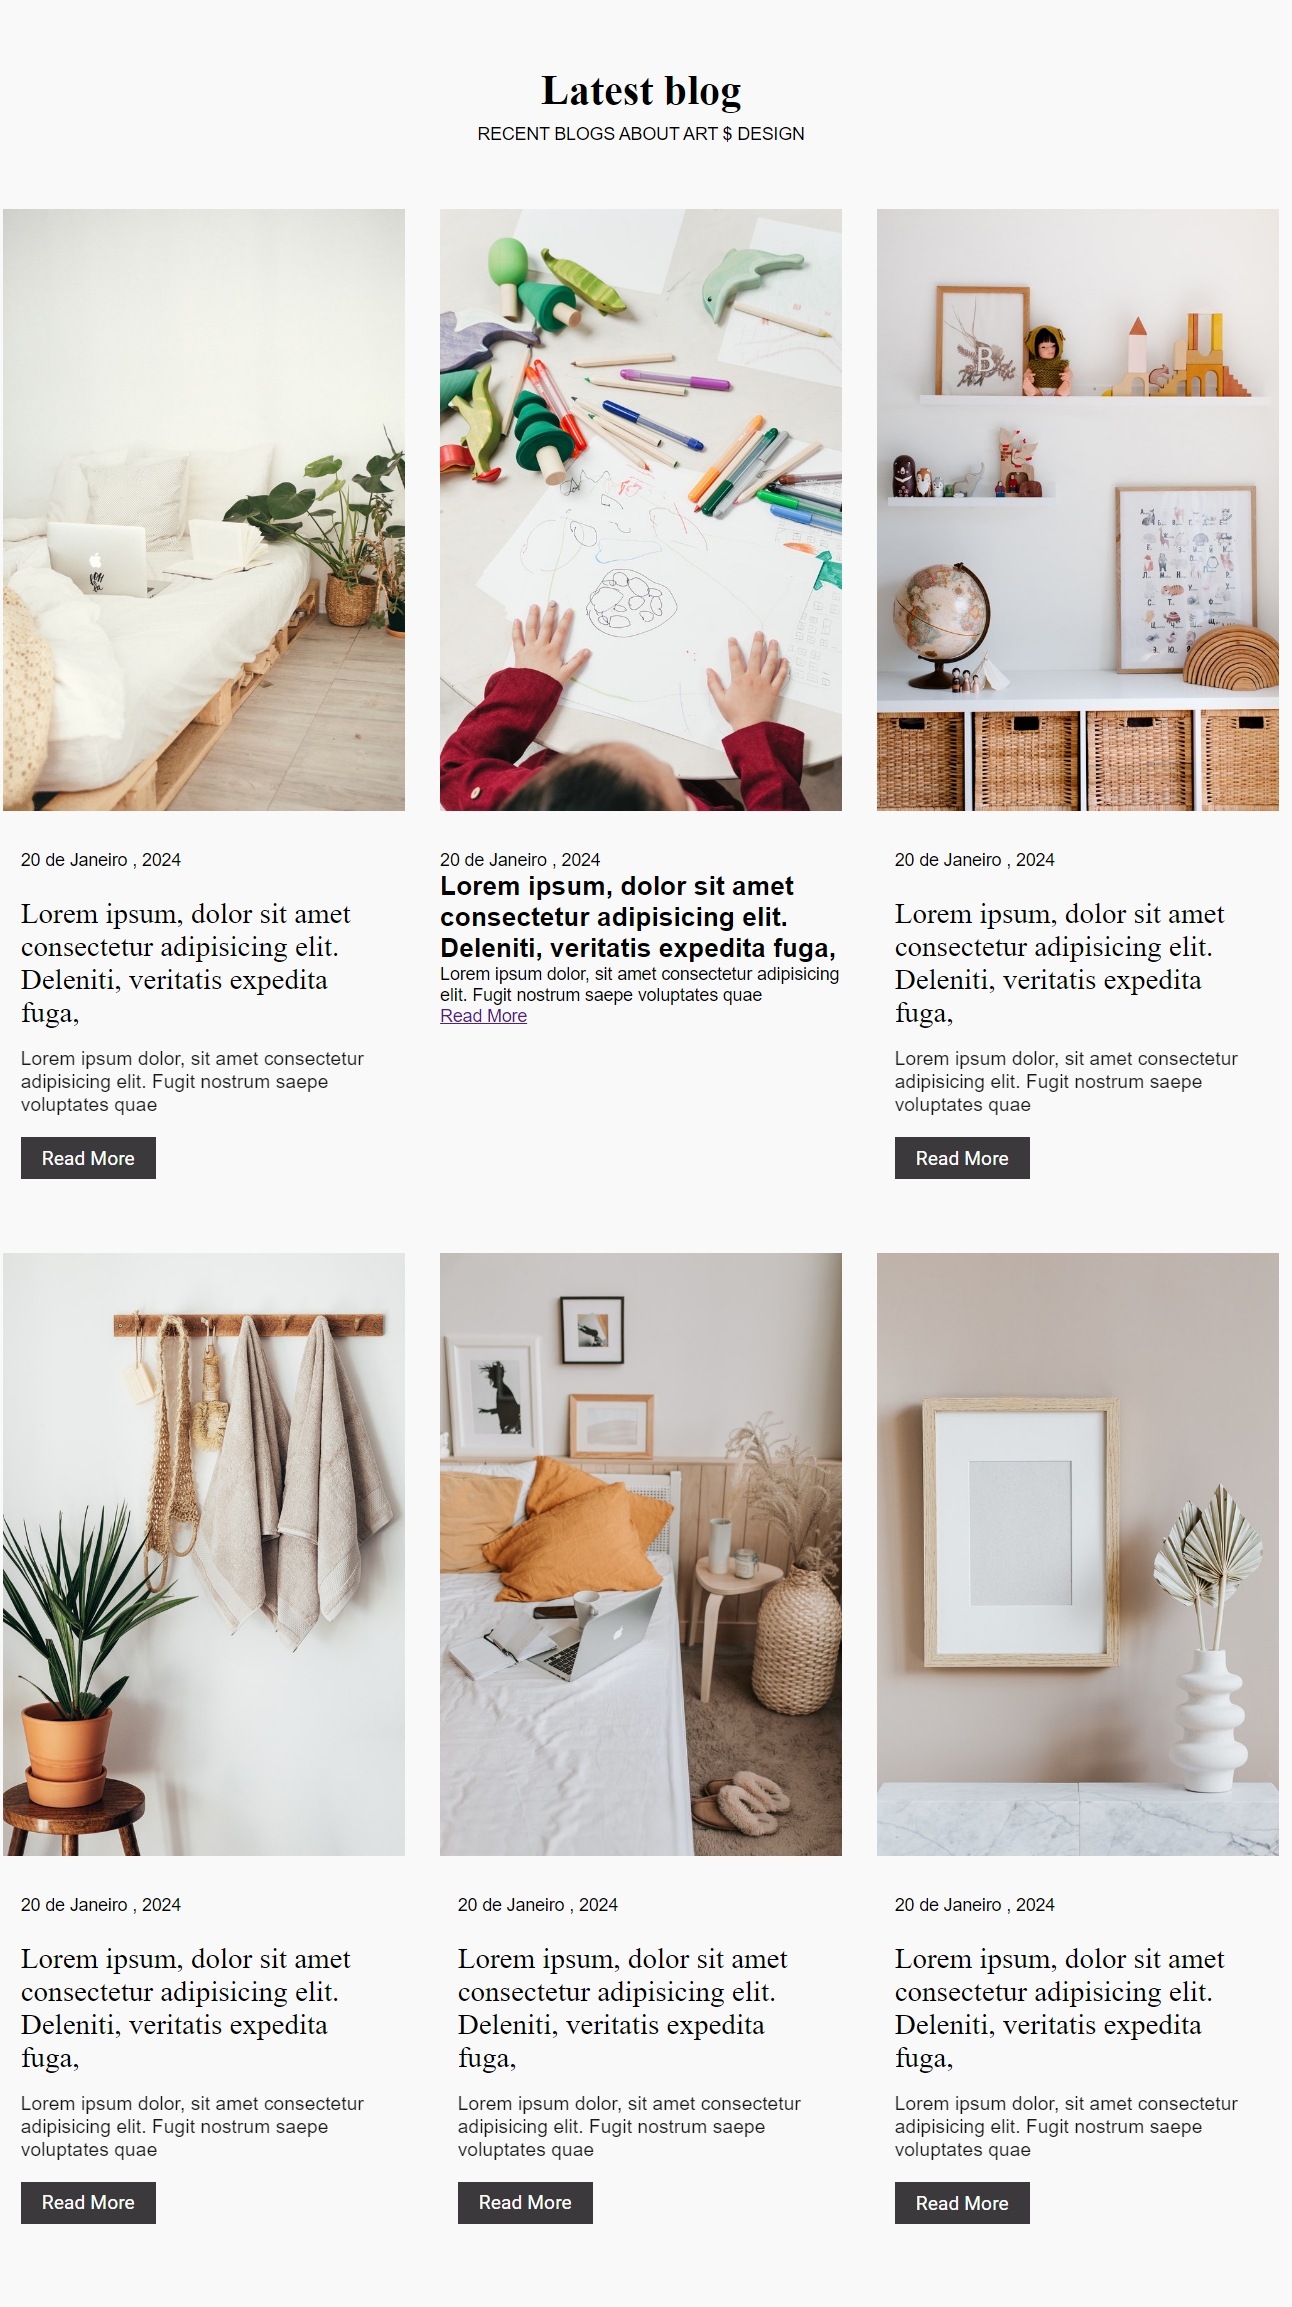 Latest blog
RECENT BLOGS ABOUT ART $ DESIGN
B
20 de Janeiro , 2024
Lorem ipsum, dolor sit amet
consectetur adipisicing elit.
Deleniti, veritatis expedita
fuga,
Lorem ipsum dolor, sit amet consectetur
adipisicing elit. Fugit nostrum saepe
voluptates quae
Read More
20 de Janeiro , 2024
Lorem ipsum, dolor sit amet
consectetur adipisicing elit.
Deleniti, veritatis expedita fuga,
Lorem ipsum dolor, sit amet consectetur adipisicing
elit. Fugit nostrum saepe voluptates quae
Read More
20 de Janeiro , 2024
Lorem ipsum, dolor sit amet
consectetur adipisicing elit.
Deleniti, veritatis expedita
fuga,
Lorem ipsum dolor, sit amet consectetur
adipisicing elit. Fugit nostrum saepe
voluptates quae
Read More
20 de Janeiro , 2024
Lorem ipsum, dolor sit amet
consectetur adipisicing elit.
Deleniti, veritatis expedita
fuga,
Lorem ipsum dolor, sit amet consectetur
adipisicing elit. Fugit nostrum saepe
voluptates quae
Read More
20 de Janeiro , 2024
Lorem ipsum, dolor sit amet
consectetur adipisicing elit.
Deleniti, veritatis expedita
fuga,
Lorem ipsum dolor, sit amet consectetur
adipisicing elit. Fugit nostrum saepe
voluptates quae
Read More
20 de Janeiro , 2024
Lorem ipsum, dolor sit amet
consectetur adipisicing elit.
Deleniti, veritatis expedita
fuga,
Lorem ipsum dolor, sit amet consectetur
adipisicing elit. Fugit nostrum saepe
voluptates quae
Read More